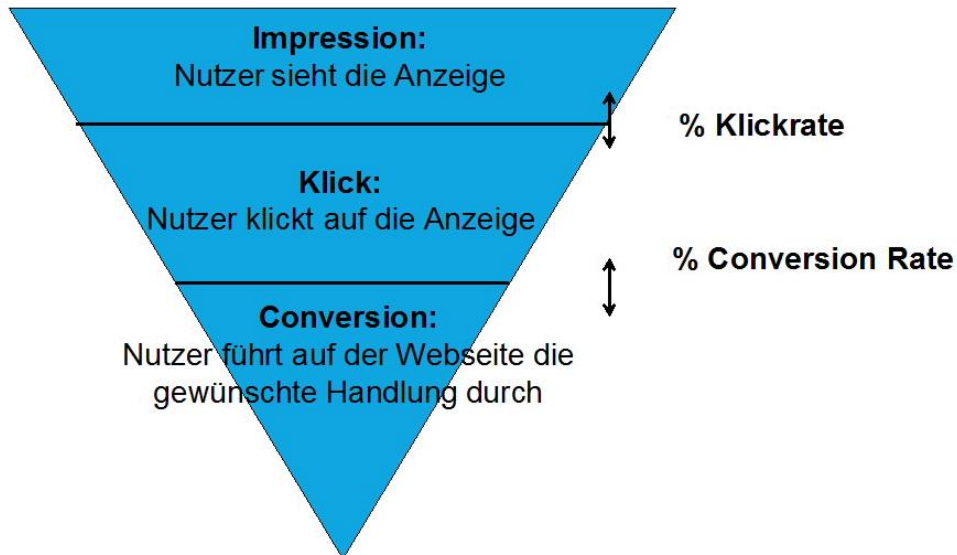 Impression:
Nutzer sieht die Anzeige
% Klickrate
Klick:
Nutzer klickt auf die Anzeige
% Conversion Rate
Conversion:
Nutzer führt auf der Webseite die
gewünschte Handlung durch